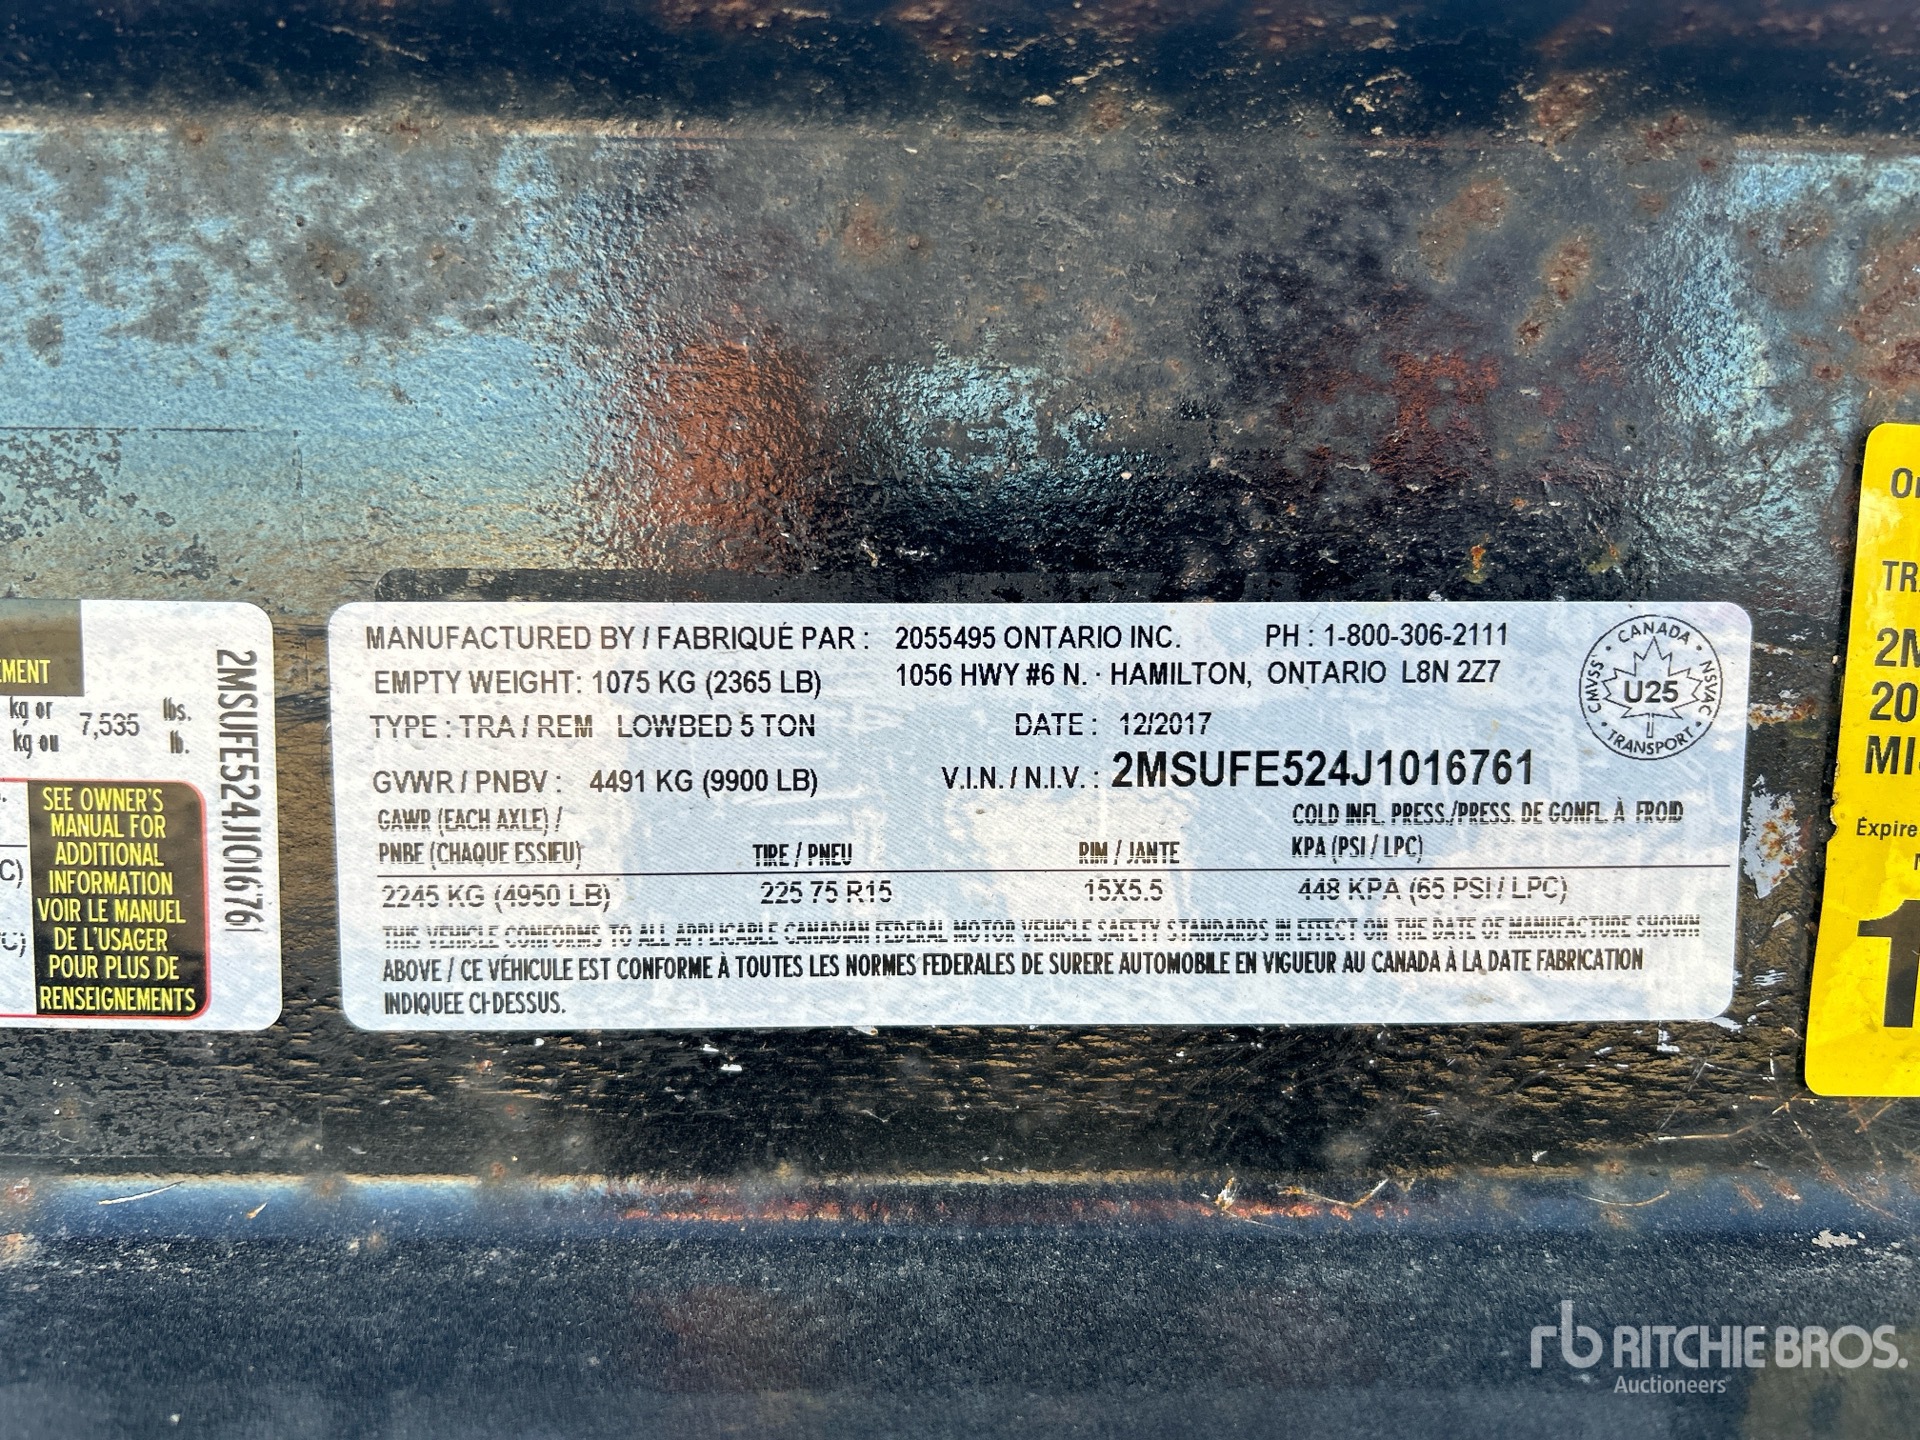 EMENT
kg or 7,535 lbs.
kg ou lb.
2MSUFE524J1016761
SEE OWNER'S
MANUAL FOR
ADDITIONAL
INFORMATION
VOIR LE MANUEL
DE L'USAGER
POUR PLUS DE
RENSEIGNEMENTS
MANUFACTURED BY / FABRIQUÉ PAR : 2055495 ONTARIO INC. PH : 1-800-306-2111
EMPTY WEIGHT: 1075 KG (2365 LB) 1056 HWY #6 N. · HAMILTON, ONTARIO L8N 2Z7
TYPE : TRA / REM LOWBED 5 TON DATE : 12/2017
GVWR / PNBV : 4491 KG (9900 LB) V.I.N. / N.I.V. : 2MSUFE524J1016761
GAWR (EACH AXLE) / COLD INFL. PRESS./PRESS. DE GONFL. À FROID
PNBE (CHAQUE ESSIEU) TIRE / PNEU RIM / JANTE KPA (PSI / LPC)
2245 KG (4950 LB) 225 75 R15 15X5.5 448 KPA (65 PSI / LPC)
THIS VEHICLE CONFORMS TO ALL APPLICABLE CANADIAN FEDERAL MOTOR VEHICLE SAFETY STANDARDS IN EFFECT ON THE DATE OF MANUFACTURE SHOWN
ABOVE / CE VÉHICULE EST CONFORME À TOUTES LES NORMES FEDERALES DE SURERE AUTOMOBILE EN VIGUEUR AU CANADA À LA DATE FABRICATION
INDIQUEE CI-DESSUS.
CANADA
CMVSS U25 NSVAC
TRANSPORT
TR
2M
20
MI
Expire
1
rb RITCHIE BROS.
Auctioneers